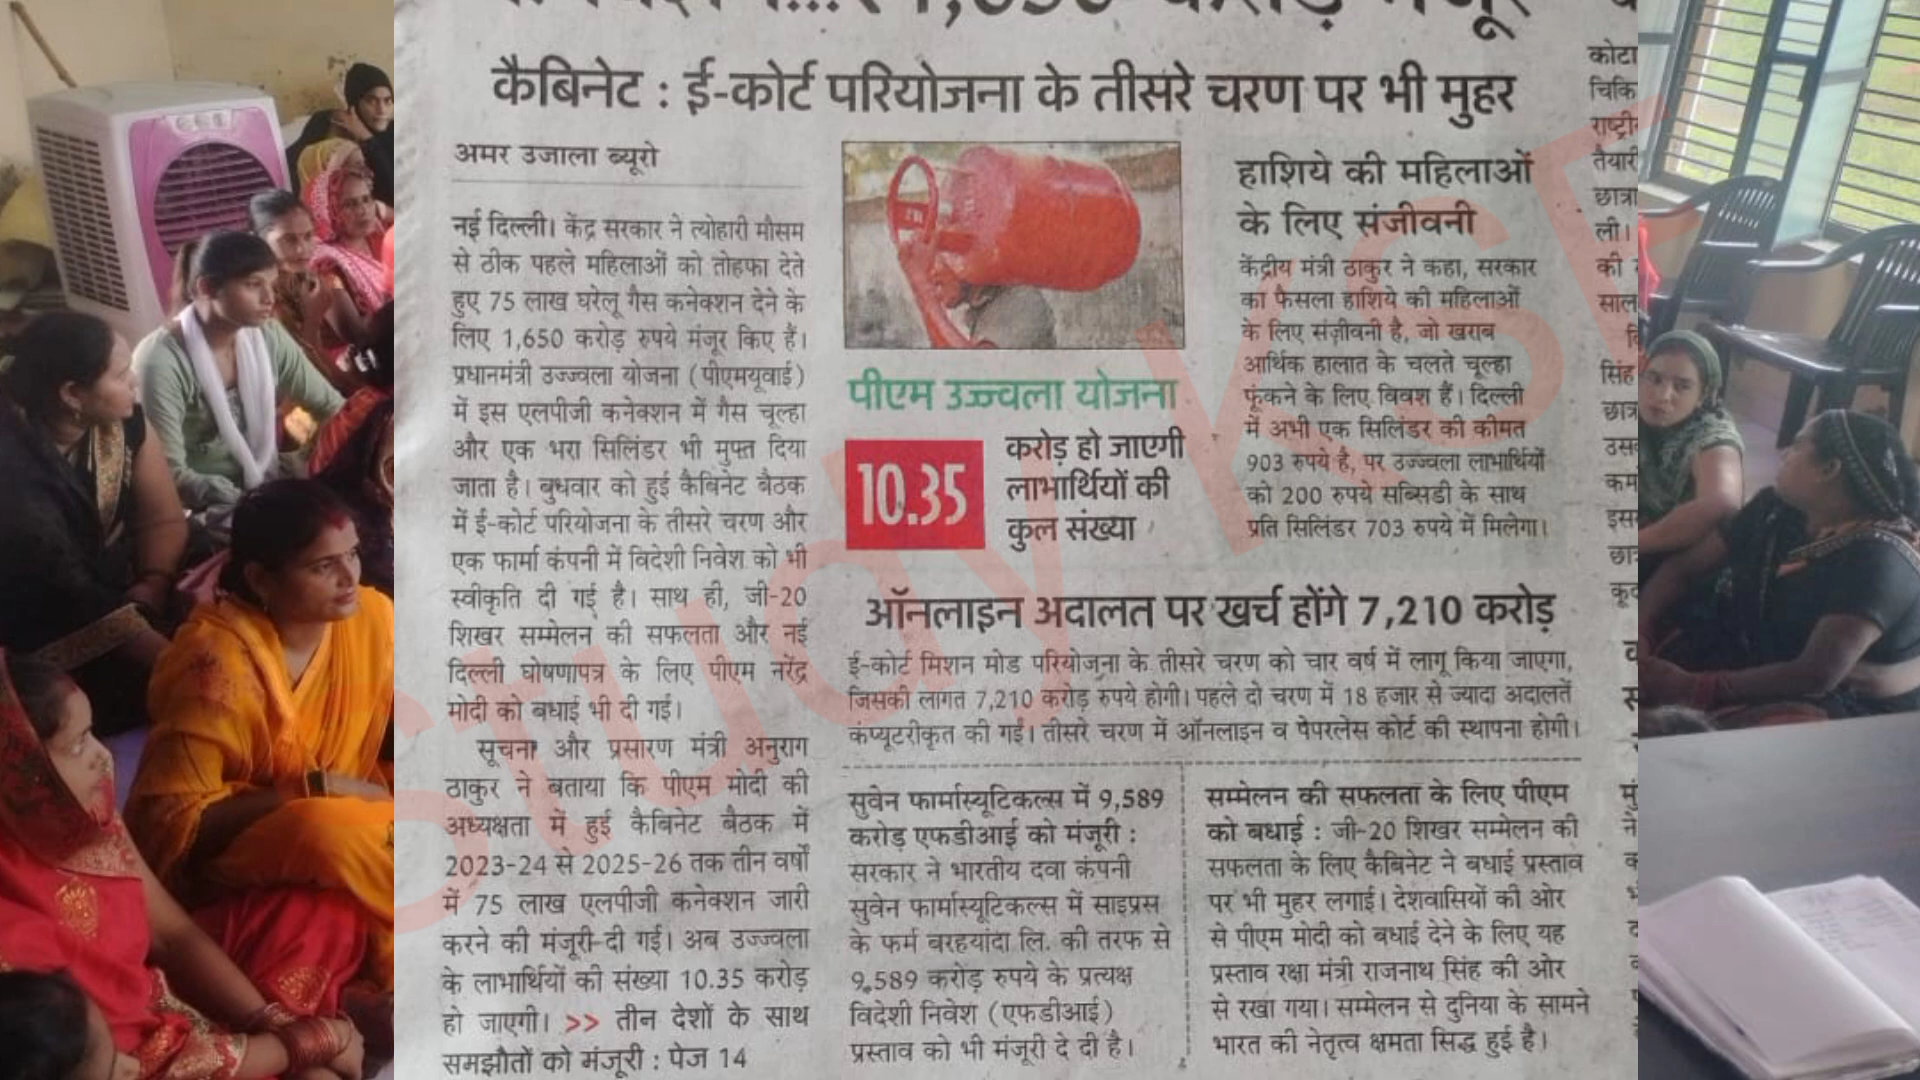 1,650 करोड़ मंजूर
कैबिनेट : ई-कोर्ट परियोजना के तीसरे चरण पर भी मुहर
अमर उजाला ब्यूरो
नई दिल्ली। केंद्र सरकार ने त्योहारी मौसम
से ठीक पहले महिलाओं को तोहफा देते
हुए 75 लाख घरेलू गैस कनेक्शन देने के
लिए 1,650 करोड़ रुपये मंजूर किए हैं।
प्रधानमंत्री उज्ज्वला योजना (पीएमयूवाई)
में इस एलपीजी कनेक्शन में गैस चूल्हा
और एक भरा सिलिंडर भी मुफ्त दिया
जाता है। बुधवार को हुई कैबिनेट बैठक
में ई-कोर्ट परियोजना के तीसरे चरण और
एक फार्मा कंपनी में विदेशी निवेश को भी
स्वीकृति दी गई है। साथ ही, जी-20
शिखर सम्मेलन की सफलता और नई
दिल्ली घोषणापत्र के लिए पीएम नरेंद्र
मोदी को बधाई भी दी गई।
सूचना और प्रसारण मंत्री अनुराग
ठाकुर ने बताया कि पीएम मोदी की
अध्यक्षता में हुई कैबिनेट बैठक में
2023-24 से 2025-26 तक तीन वर्षों
में 75 लाख एलपीजी कनेक्शन जारी
करने की मंजूरी दी गई। अब उज्ज्वला
के लाभार्थियों की संख्या 10.35 करोड़
हो जाएगी। >> तीन देशों के साथ
समझौतों को मंजूरी : पेज 14
पीएम उज्ज्वला योजना
10.35
करोड़ हो जाएगी
लाभार्थियों की
कुल संख्या
हाशिये की महिलाओं
के लिए संजीवनी
केंद्रीय मंत्री ठाकुर ने कहा, सरकार
का फैसला हाशिये की महिलाओं
के लिए संजीवनी है, जो खराब
आर्थिक हालात के चलते चूल्हा
फूंकने के लिए विवश हैं। दिल्ली
में अभी एक सिलिंडर की कीमत
903 रुपये है, पर उज्ज्वला लाभार्थियों
को 200 रुपये सब्सिडी के साथ
प्रति सिलिंडर 703 रुपये में मिलेगा।
ऑनलाइन अदालत पर खर्च होंगे 7,210 करोड़
ई-कोर्ट मिशन मोड परियोजना के तीसरे चरण को चार वर्ष में लागू किया जाएगा,
जिसकी लागत 7,210 करोड़ रुपये होगी। पहले दो चरण में 18 हजार से ज्यादा अदालतें
कंप्यूटरीकृत की गईं। तीसरे चरण में ऑनलाइन व पेपरलेस कोर्ट की स्थापना होगी।
सुवेन फार्मास्यूटिकल्स में 9,589
करोड़ एफडीआई को मंजूरी :
सरकार ने भारतीय दवा कंपनी
सुवेन फार्मास्यूटिकल्स में साइप्रस
के फर्म बरहयांदा लि. की तरफ से
9,589 करोड़ रुपये के प्रत्यक्ष
विदेशी निवेश (एफडीआई)
प्रस्ताव को भी मंजूरी दे दी है।
सम्मेलन की सफलता के लिए पीएम
को बधाई : जी-20 शिखर सम्मेलन की
सफलता के लिए कैबिनेट ने बधाई प्रस्ताव
पर भी मुहर लगाई। देशवासियों की ओर
से पीएम मोदी को बधाई देने के लिए यह
प्रस्ताव रक्षा मंत्री राजनाथ सिंह की ओर
से रखा गया। सम्मेलन से दुनिया के सामने
भारत की नेतृत्व क्षमता सिद्ध हुई है।
कोटा
राष्ट्री
तैयारी
छात्रा
ली।
की
साल
सिंह
Study KSF